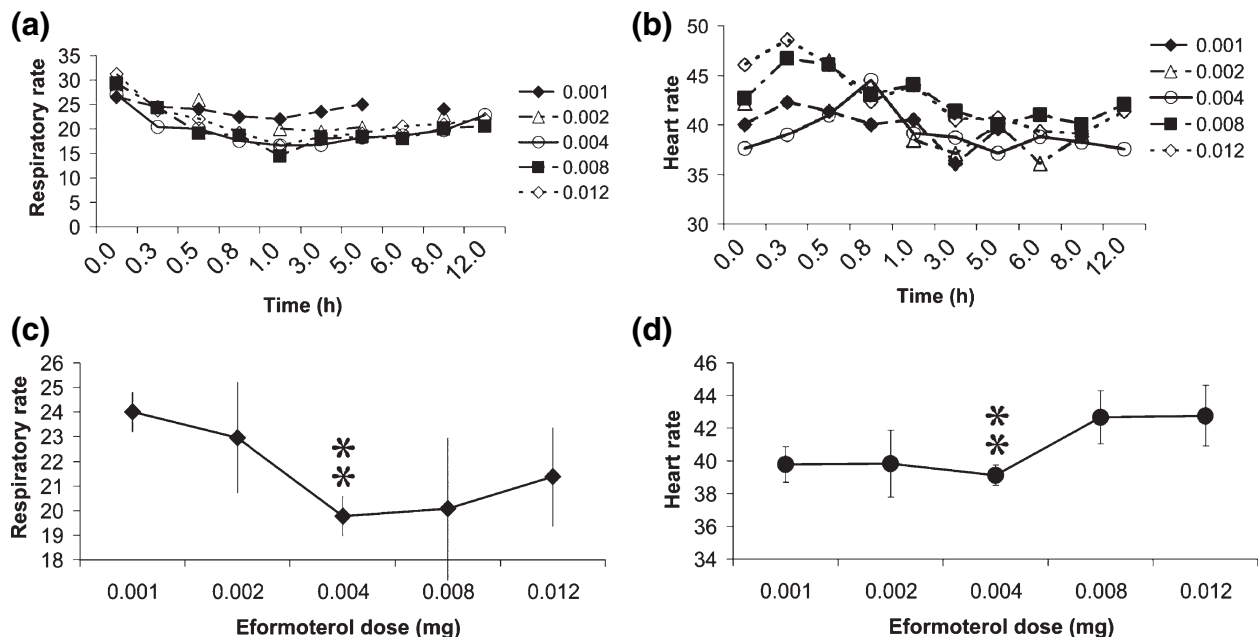 (a)
Respiratory rate
35
30
25
20
15
10
5
0
0.0 0.3 0.5 0.8 1.0 3.0 5.0 6.0 8.0 12.0
Time (h)
0.001
0.002
0.004
0.008
0.012
(b)
Heart rate
50
45
40
35
30
0.0 0.3 0.5 0.8 1.0 3.0 5.0 6.0 8.0 12.0
Time (h)
0.001
0.002
0.004
0.008
0.012
(c)
Respiratory rate
26
25
24
23
22
21
20
19
18
*
*
0.001 0.002 0.004 0.008 0.012
Eformoterol dose (mg)
(d)
Heart rate
46
44
42
40
38
36
34
*
*
0.001 0.002 0.004 0.008 0.012
Eformoterol dose (mg)